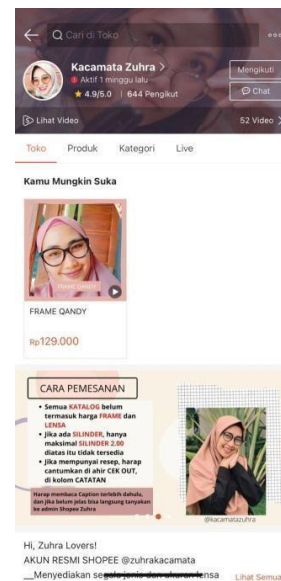 Cari di Toko
Kacamata Zuhra >
Aktif 1 minggu lalu
4.9/5.0 | 644 Pengikut
Mengikuti
Chat
Lihat Video
52 Video >
Toko Produk Kategori Live
Kamu Mungkin Suka
FRAME QANDY
FRAME QANDY
Rp129.000
CARA PEMESANAN
• Semua KATALOG belum
termasuk harga FRAME dan
LENSA
• Jika ada SILINDER, hanya
maksimal SILINDER 2.00
diatas itu tidak tersedia
• Jika mempunyai resep, harap
cantumkan di ahir CEK OUT,
di kolom CATATAN
Harap membaca Caption terlebih dahulu,
dan jika belum jelas bisa langsung tanyakan
ke admin Shopee Zuhra
@kacamatazuhra
Hi, Zuhra Lovers!
AKUN RESMI SHOPEE @zuhrakacamata
__Menyediakan segala jenis dan ukuran lensa
Lihat Semua